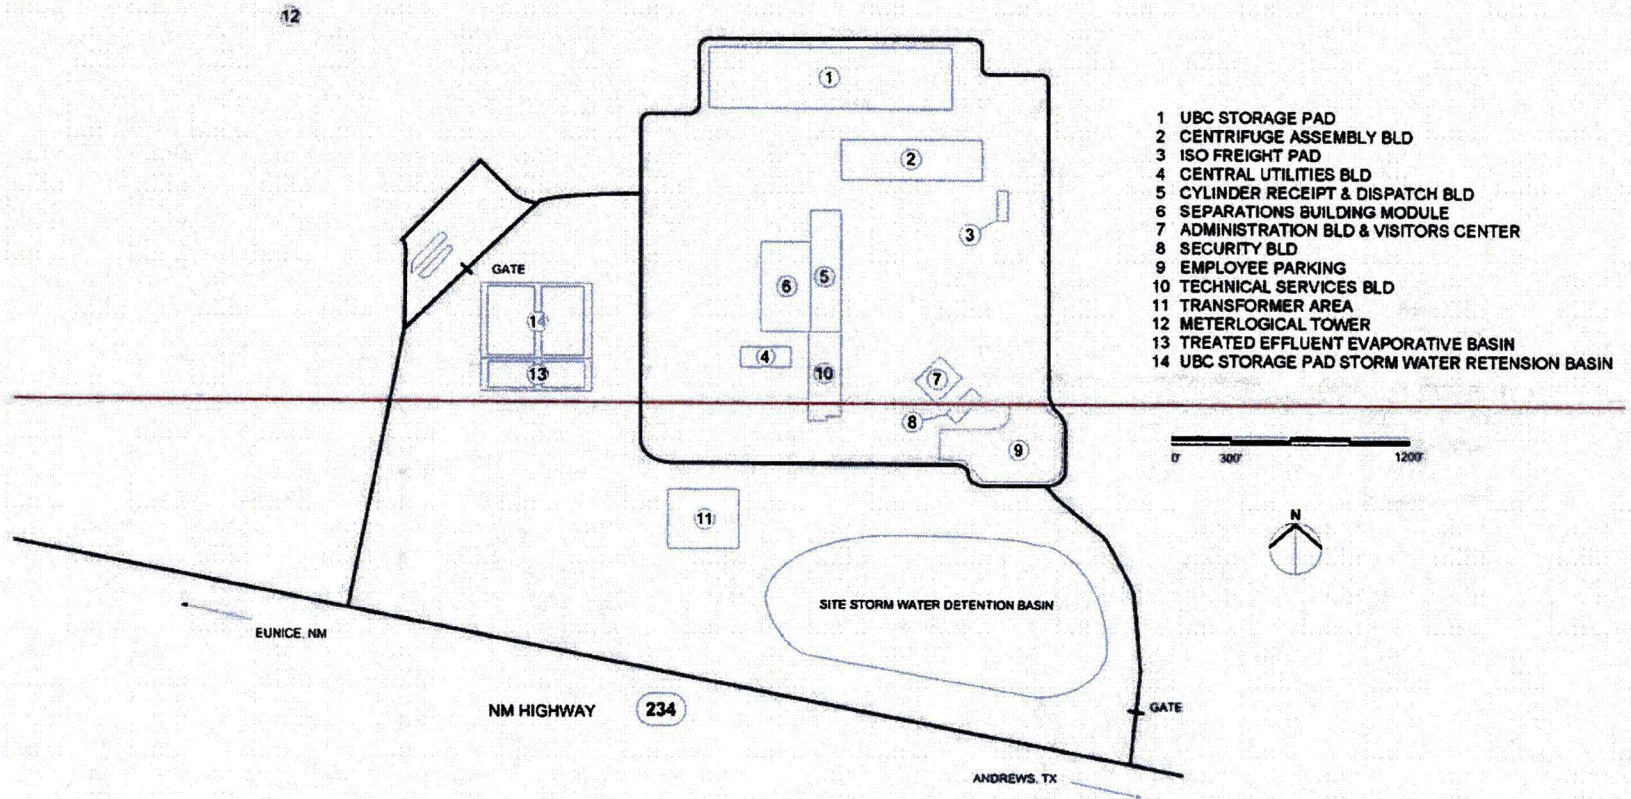 12
1
2
3
6
5
GATE
14
4
13
10
7
8
9
11
1 UBC STORAGE PAD
2 CENTRIFUGE ASSEMBLY BLD
3 ISO FREIGHT PAD
4 CENTRAL UTILITIES BLD
5 CYLINDER RECEIPT & DISPATCH BLD
6 SEPARATIONS BUILDING MODULE
7 ADMINISTRATION BLD & VISITORS CENTER
8 SECURITY BLD
9 EMPLOYEE PARKING
10 TECHNICAL SERVICES BLD
11 TRANSFORMER AREA
12 METERLOGICAL TOWER
13 TREATED EFFLUENT EVAPORATIVE BASIN
14 UBC STORAGE PAD STORM WATER RETENSION BASIN
0' 300' 1200'
N
SITE STORM WATER DETENTION BASIN
EUNICE, NM
NM HIGHWAY 234
GATE
ANDREWS, TX